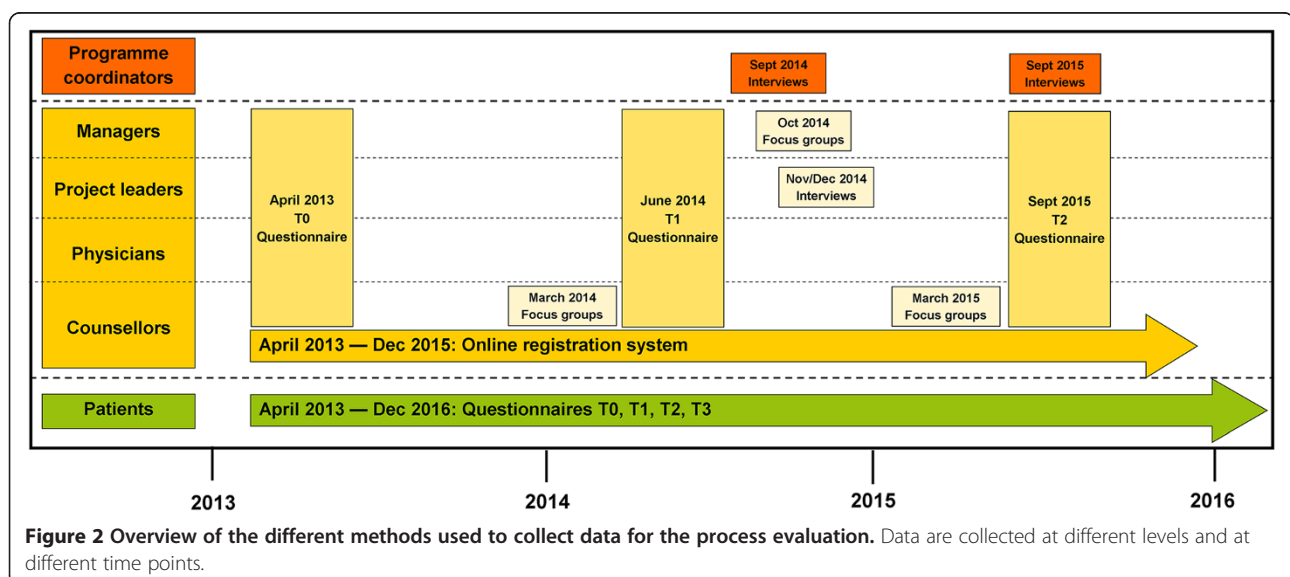 Programme
coordinators
Sept 2014
Interviews
Sept 2015
Interviews
Managers
Oct 2014
Focus groups
Project leaders
Nov/Dec 2014
Interviews
April 2013
T0
Questionnaire
June 2014
T1
Questionnaire
Sept 2015
T2
Questionnaire
Physicians
Counsellors
March 2014
Focus groups
March 2015
Focus groups
April 2013 — Dec 2015: Online registration system
Patients
April 2013 — Dec 2016: Questionnaires T0, T1, T2, T3
2013
2014
2015
2016
Figure 2 Overview of the different methods used to collect data for the process evaluation. Data are collected at different levels and at
different time points.